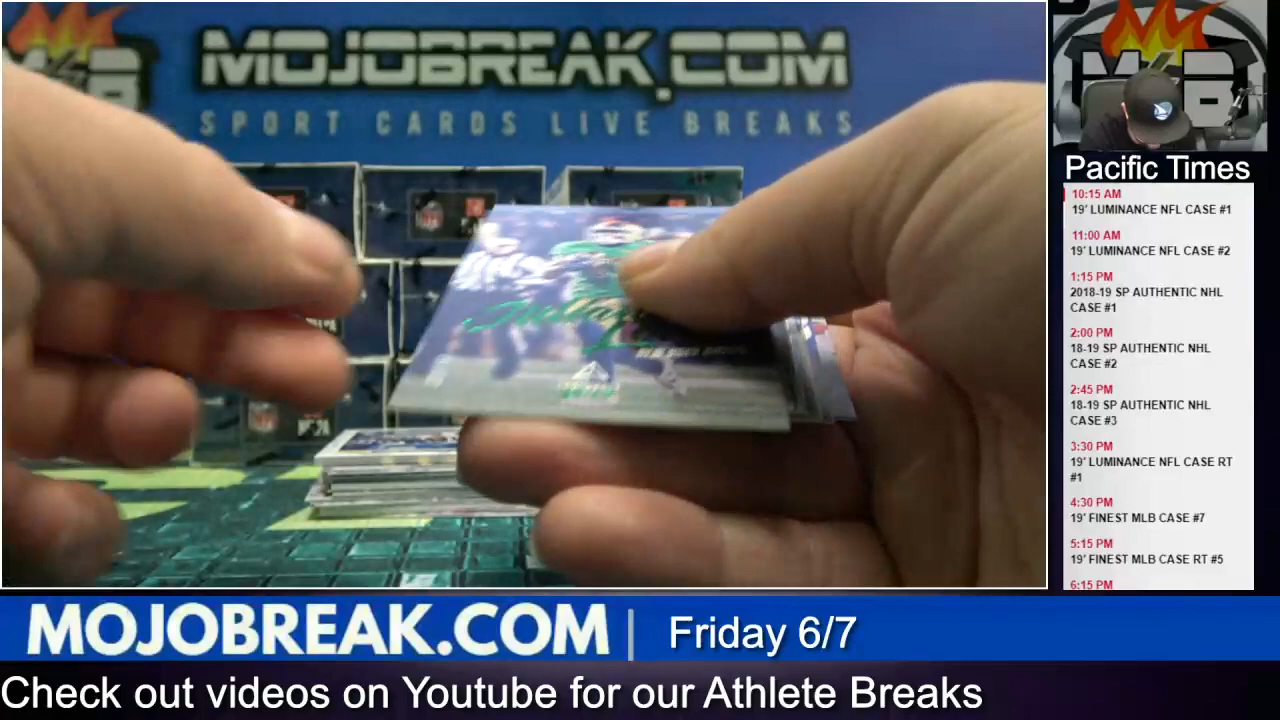 MOJOBREAK.COM
SPORT CARDS LIVE BREAKS
NFL
Pacific Times
10:15 AM
19' LUMINANCE NFL CASE #1
11:00 AM
19' LUMINANCE NFL CASE #2
1:15 PM
2018-19 SP AUTHENTIC NHL
CASE #1
2:00 PM
18-19 SP AUTHENTIC NHL
CASE #2
2:45 PM
18-19 SP AUTHENTIC NHL
CASE #3
3:30 PM
19' LUMINANCE NFL CASE RT
#1
4:30 PM
19' FINEST MLB CASE #7
5:15 PM
19' FINEST MLB CASE RT #5
6:15 PM
MOJOBREAK.COM
Friday 6/7
Check out videos on Youtube for our Athlete Breaks